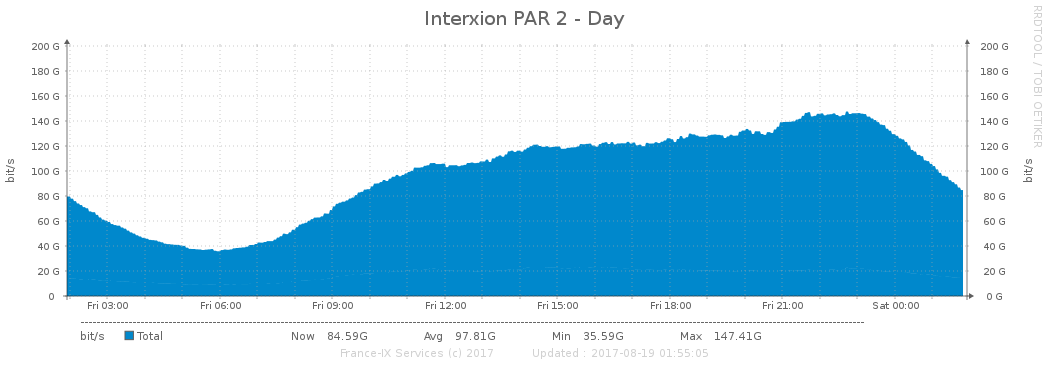 Interxion PAR 2 - Day
RRDTOOL / TOBI OETIKER
200 G 200 G
180 G 180 G
160 G 160 G
140 G 140 G
120 G 120 G
100 G 100 G
80 G 80 G
60 G 60 G
40 G 40 G
20 G 20 G
0 0 G
bit/s bit/s
Fri 03:00 Fri 06:00 Fri 09:00 Fri 12:00 Fri 15:00 Fri 18:00 Fri 21:00 Sat 00:00
bit/s Total Now 84.59G Avg 97.81G Min 35.59G Max 147.41G
France-IX Services (c) 2017 Updated : 2017-08-19 01:55:05